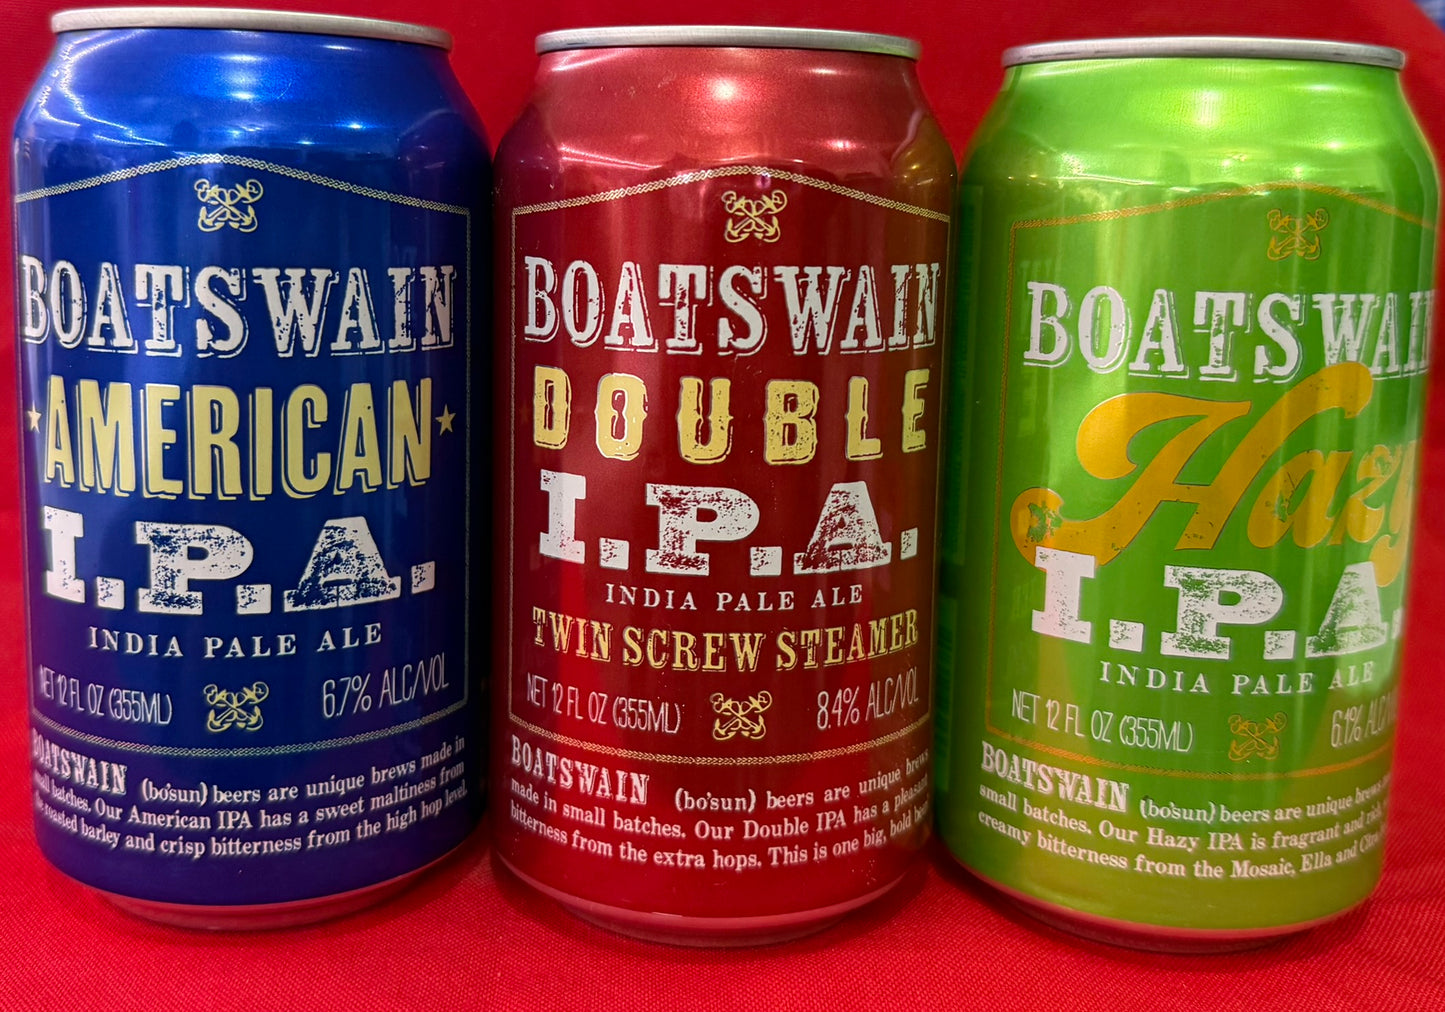 BOATSWAIN
AMERICAN
I.P.A.
INDIA PALE ALE
NET 12 FL OZ (355ML)
6.7% ALC/VOL
BOATSWAIN (bo'sun) beers are unique brews made in
small batches. Our American IPA has a sweet maltiness from
the roasted barley and crisp bitterness from the high hop level.
BOATSWAIN
DOUBLE
I.P.A.
INDIA PALE ALE
TWIN SCREW STEAMER
NET 12 FL OZ (355ML)
8.4% ALC/VOL
BOATSWAIN (bo'sun) beers are unique brews
made in small batches. Our Double IPA has a pleasant
bitterness from the extra hops. This is one big, bold
BOATSWAIN
Hazy
I.P.A.
INDIA PALE ALE
NET 12 FL OZ (355ML)
6.1% ALC
BOATSWAIN (bo'sun) beers are unique brews
small batches. Our Hazy IPA is fragrant and
creamy bitterness from the Mosaic, Ella and